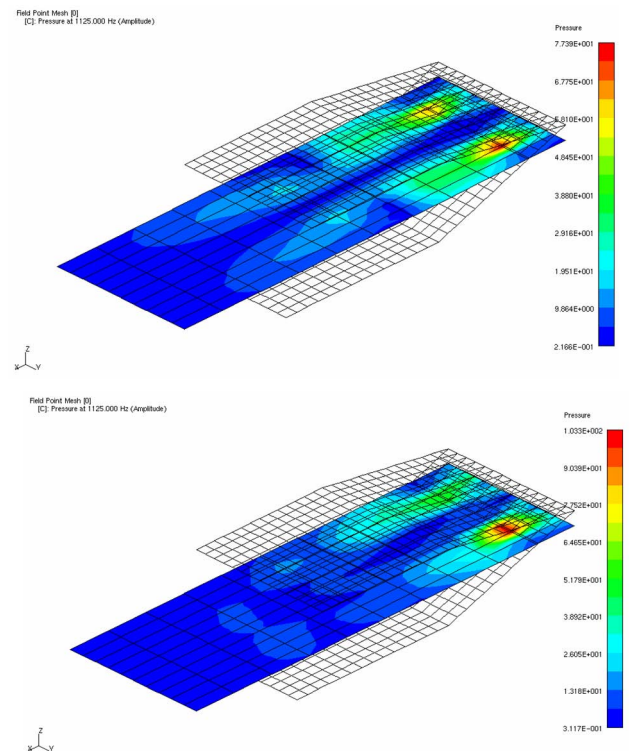 Field Point Mesh [0]
[C]: Pressure at 1125.000 Hz (Amplitude)
Pressure
7.739E+001
6.775E+001
5.810E+001
4.845E+001
3.880E+001
2.916E+001
1.951E+001
9.864E+000
2.166E-001
Z
X Y
Field Point Mesh [0]
[C]: Pressure at 1125.000 Hz (Amplitude)
Pressure
1.033E+002
9.039E+001
7.752E+001
6.465E+001
5.179E+001
3.892E+001
2.605E+001
1.318E+001
3.117E-001
Z
X Y